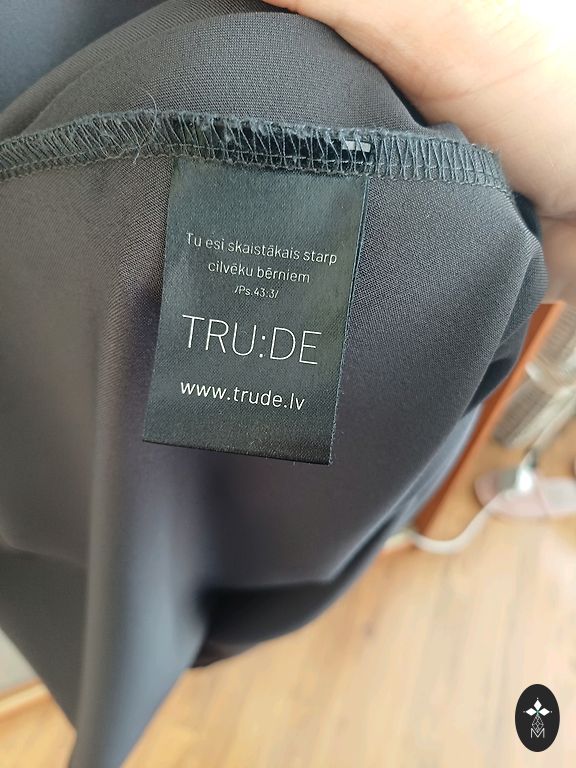 Tu esi skaistākais starp
cilvēku bērniem
/Ps.43:3/
TRU:DE
www.trude.lv
M